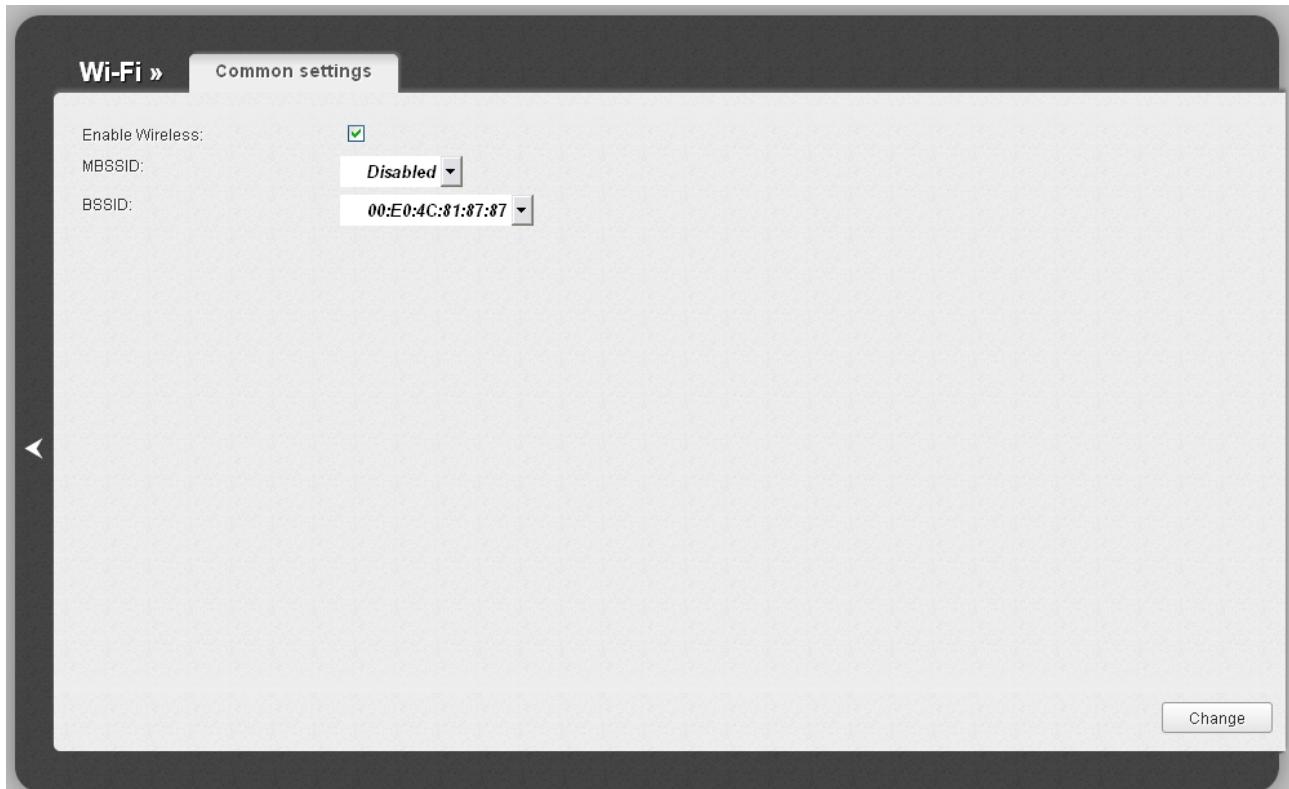 Wi-Fi » Common settings
Enable Wireless:
MBSSID: Disabled
BSSID: 00:E0:4C:81:87:87
Change